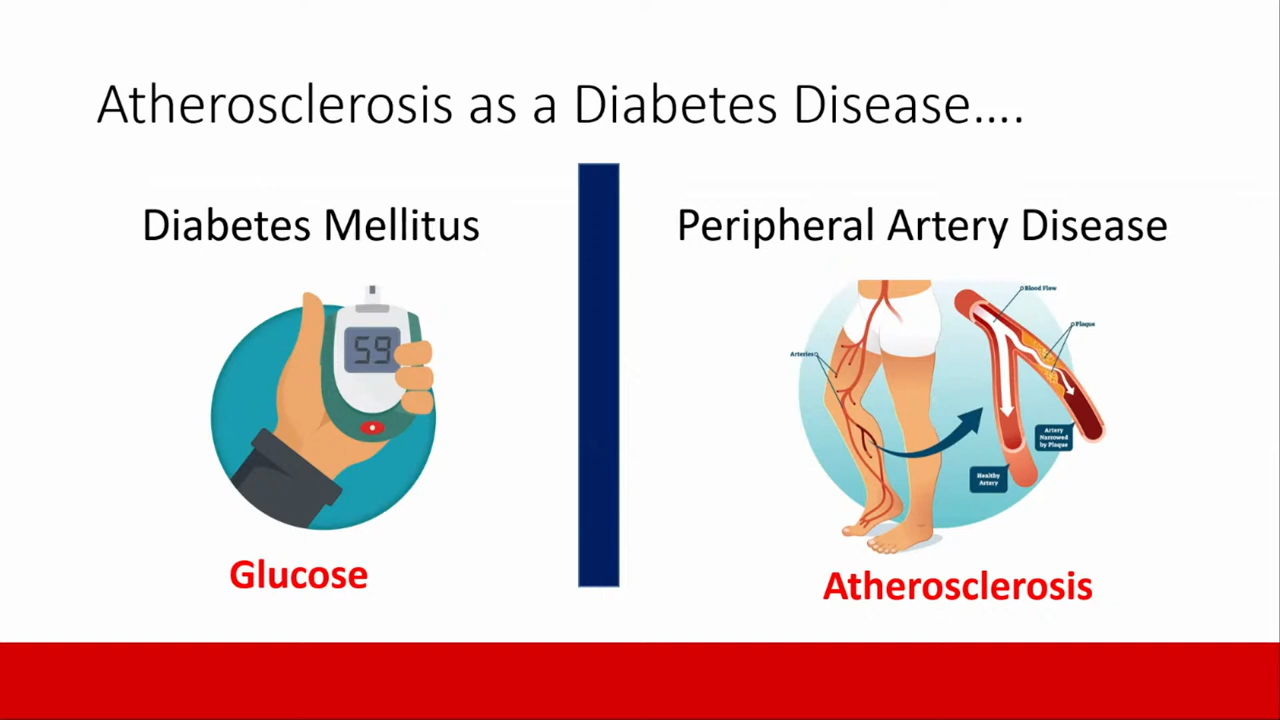 Atherosclerosis as a Diabetes Disease….
Diabetes Mellitus
59
Glucose
Peripheral Artery Disease
Blood Flow
Plaque
Arteries
Artery
Narrowed
by Plaque
Healthy
Artery
Atherosclerosis